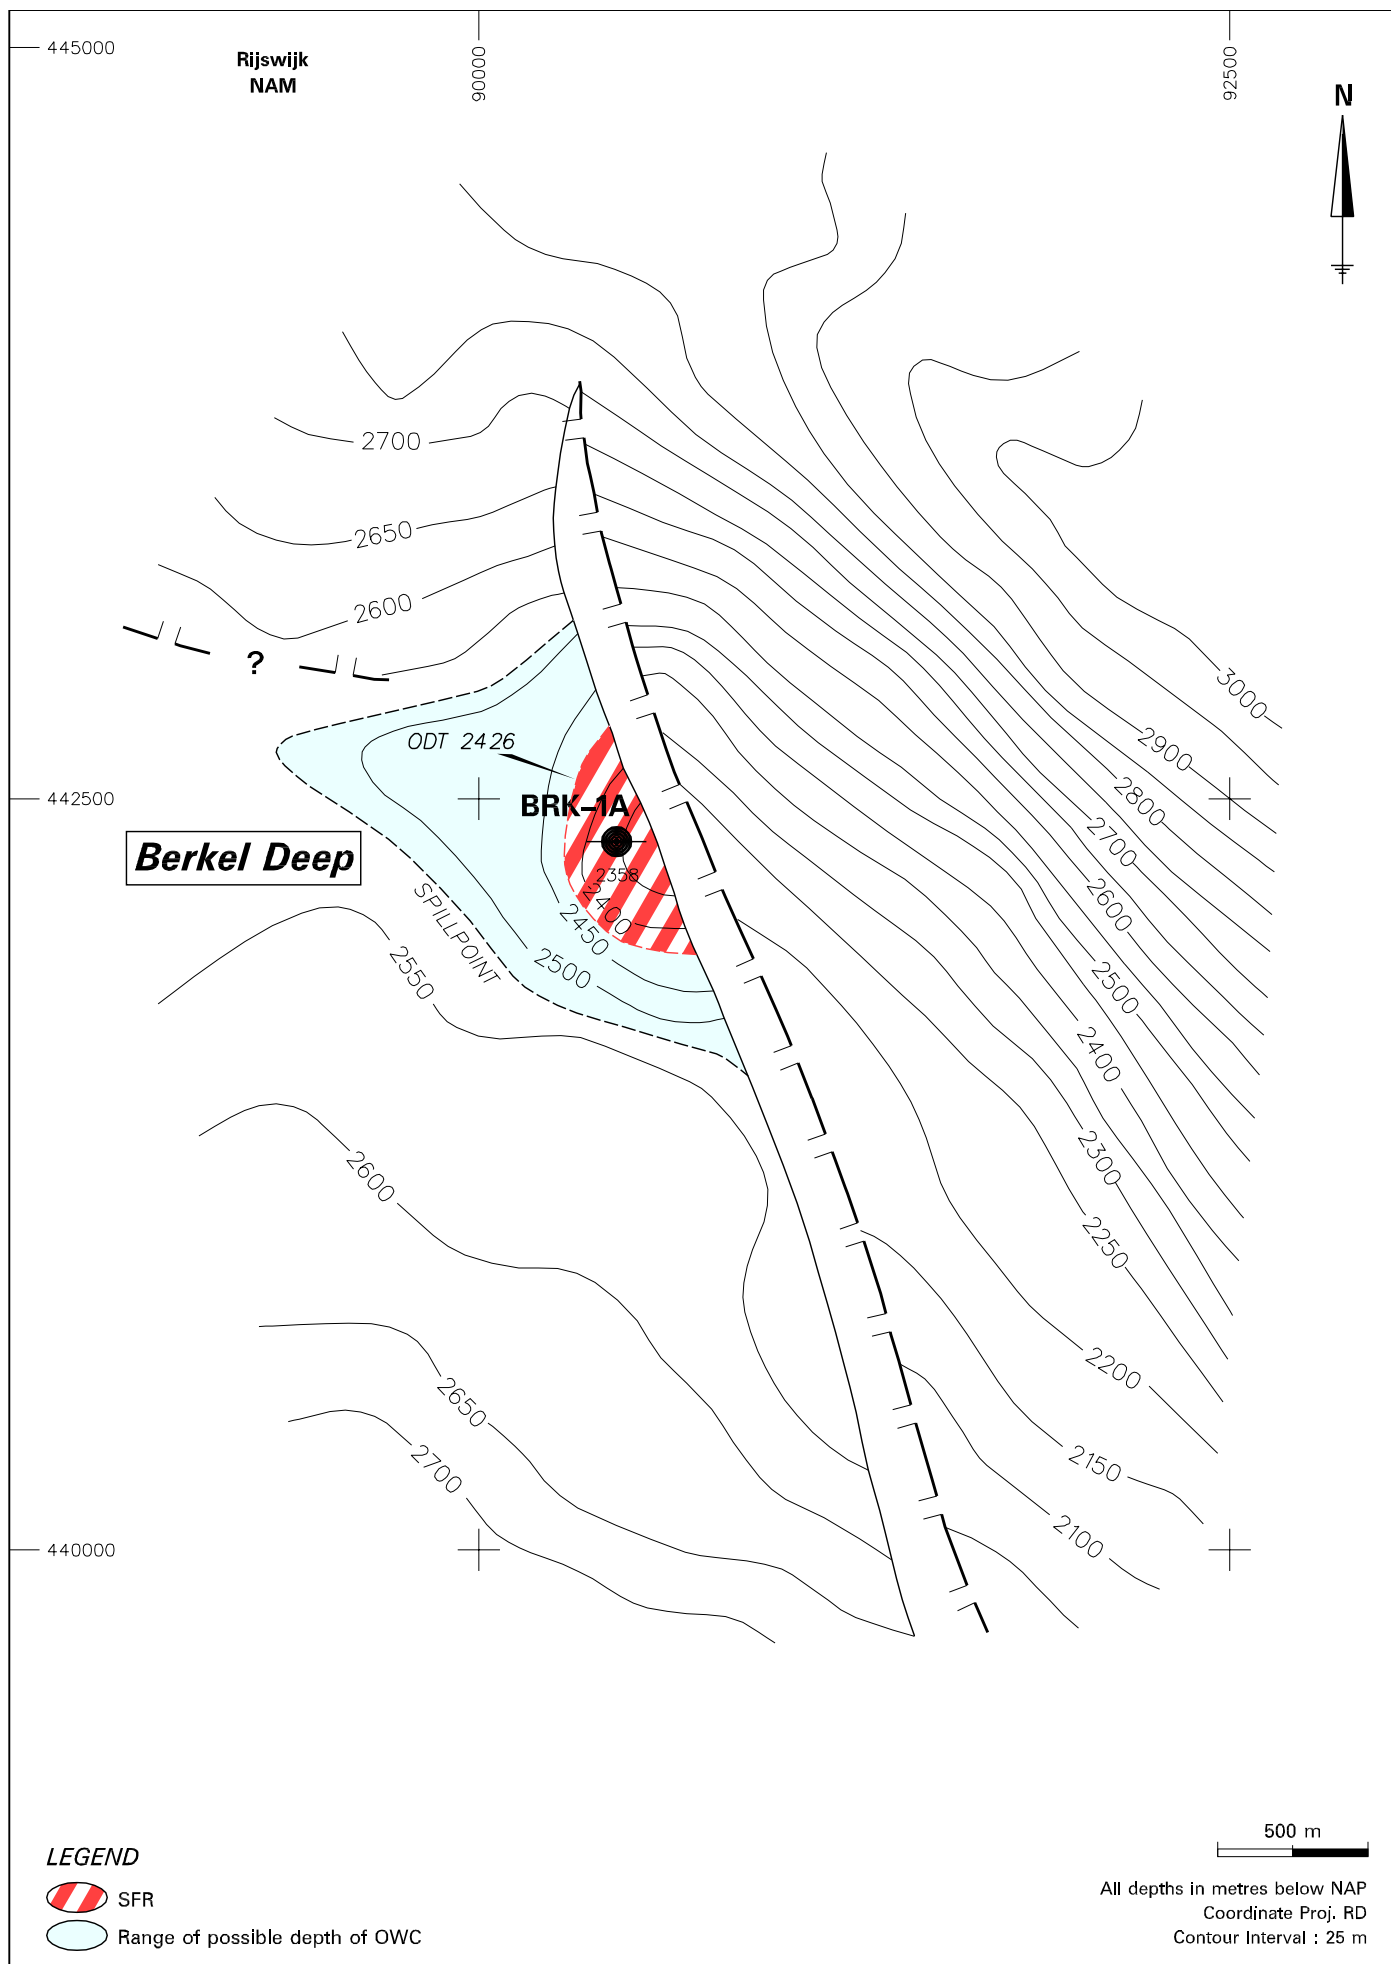 445000
Rijswijk
NAM
90000
92500
N
2700
2650
2600
?
3000
2900
2800
2700
2600
2500
2400
2300
2250
2200
2150
2100
ODT 2426
442500
BRK-1A
2358
2400
2450
2500
Berkel Deep
SPILLPOINT
2550
2600
2650
2700
440000
500 m
LEGEND
SFR
Range of possible depth of OWC
All depths in metres below NAP
Coordinate Proj. RD
Contour Interval : 25 m